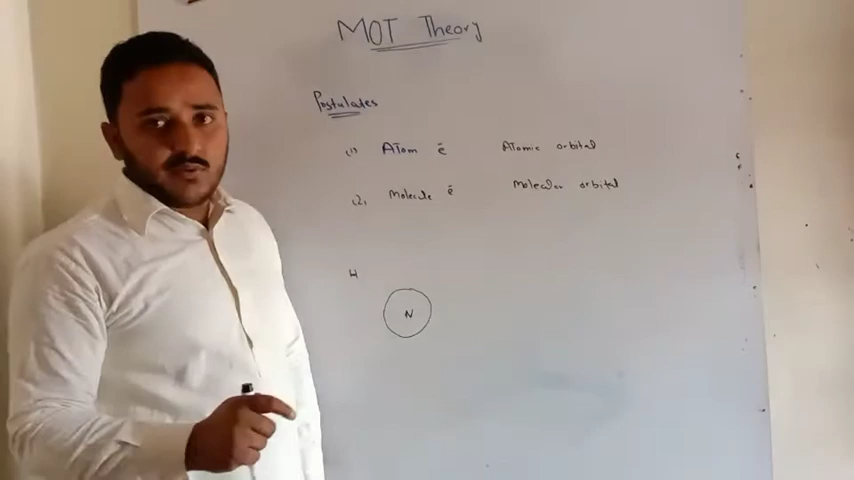 MOT Theory
Postulates
(1) ATom ē Atomic orbital
(2) Molecule ē Molecular orbital
H
N